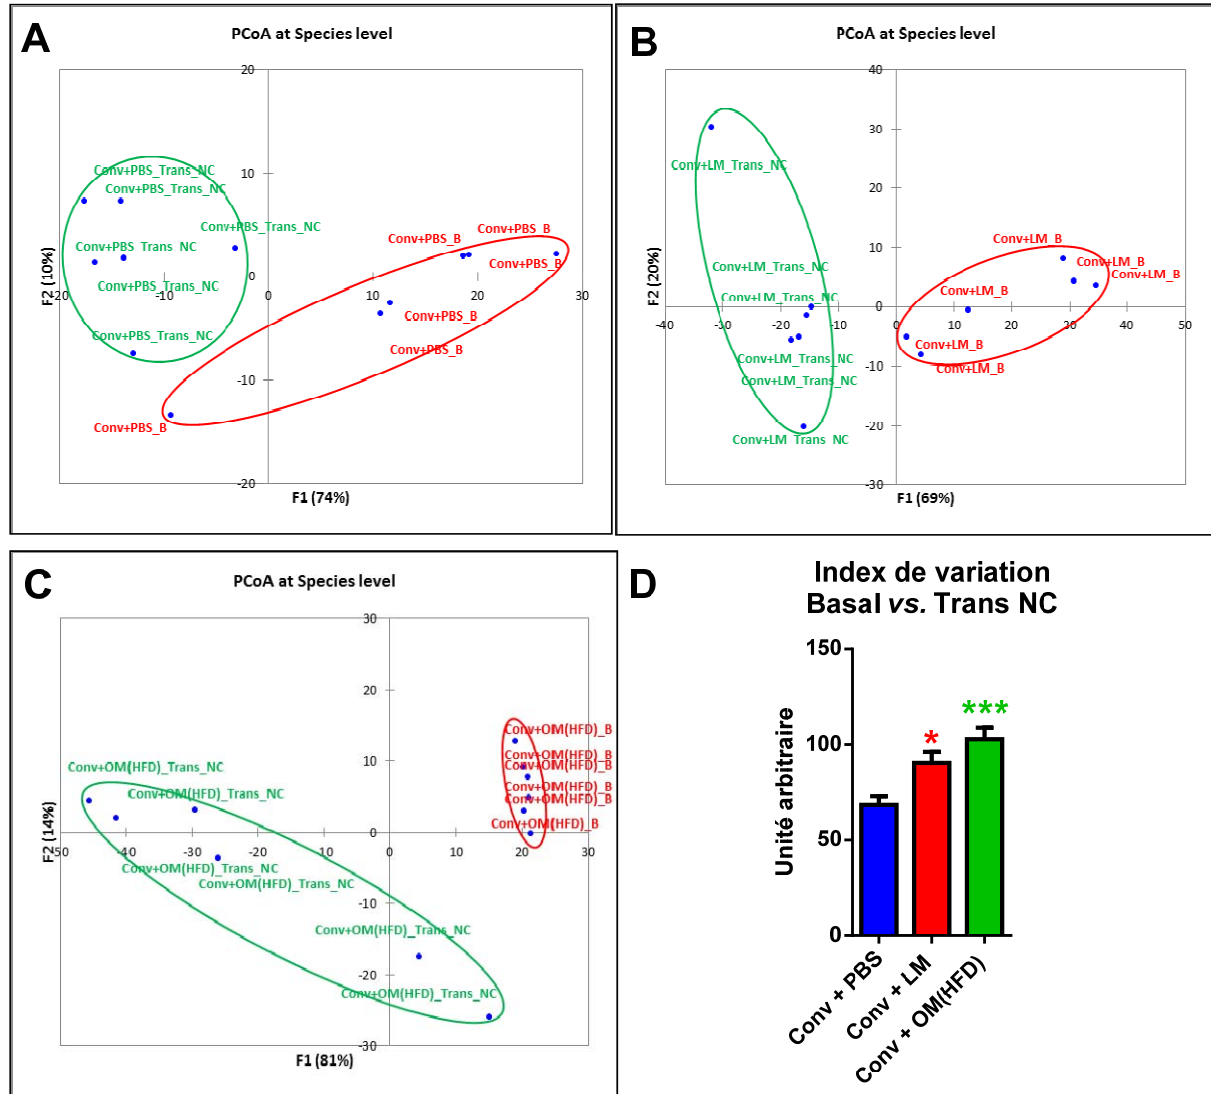 A
PCoA at Species level
20
10
0
-10
-20
20
-10
0
10
20
30
F2 (10%)
F1 (74%)
Conv+PBS_Trans_NC
Conv+PBS_Trans_NC
Conv+PBS_Trans_NC
Conv+PBS_Trans_NC
Conv+PBS_Trans_NC
Conv+PBS_Trans_NC
Conv+PBS_B
Conv+PBS_B
Conv+PBS_B
Conv+PBS_B
Conv+PBS_B
Conv+PBS_B
B
PCoA at Species level
40
30
20
10
0
-10
-20
-30
-40
-30
-20
-10
0
10
20
30
40
50
F2 (20%)
F1 (69%)
Conv+LM_Trans_NC
Conv+LM_Trans_NC
Conv+LM_Trans_NC
Conv+LM_Trans_NC
Conv+LM_Trans_NC
Conv+LM_Trans_NC
Conv+LM_B
Conv+LM_B
Conv+LM_B
Conv+LM_B
Conv+LM_B
Conv+LM_B
C
PCoA at Species level
30
20
10
0
-10
-20
-30
50
-40
-30
-20
-10
0
10
20
30
F2 (14%)
F1 (81%)
Conv+OM(HFD)_Trans_NC
Conv+OM(HFD)_Trans_NC
Conv+OM(HFD)_Trans_NC
Conv+OM(HFD)_Trans_NC
Conv+OM(HFD)_Trans_NC
Conv+OM(HFD)_Trans_NC
Conv+OM(HFD)_B
Conv+OM(HFD)_B
Conv+OM(HFD)_B
Conv+OM(HFD)_B
Conv+OM(HFD)_B
Conv+OM(HFD)_B
D
Index de variation
Basal vs. Trans NC
150
100
50
0
Unité arbitraire
*
***
Conv + PBS
Conv + LM
Conv + OM(HFD)